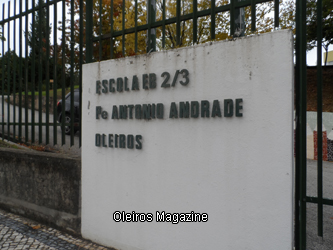 ESCOLA EB 2/3
Pe ANTONIO ANDRADE
OLEIROS
Oleiros Magazine